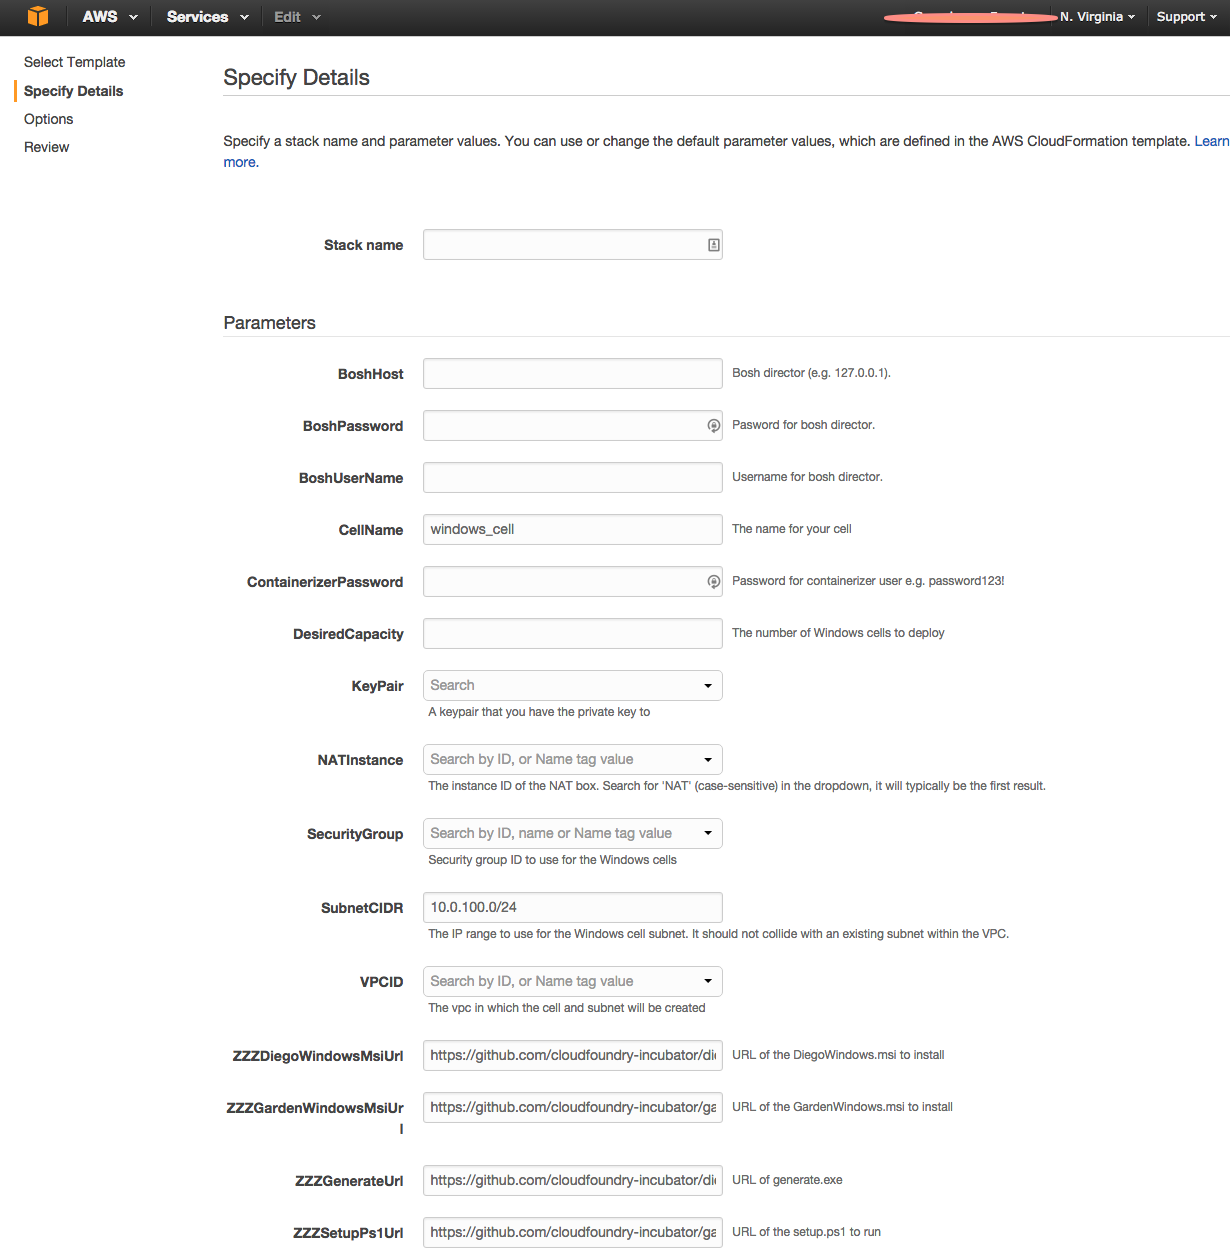 AWS Services Edit N. Virginia Support
Select Template
Specify Details
Options
Review
Specify Details
Specify a stack name and parameter values. You can use or change the default parameter values, which are defined in the AWS CloudFormation template. Learn
more.
Stack name
Parameters
BoshHost Bosh director (e.g. 127.0.0.1).
BoshPassword Pasword for bosh director.
BoshUserName Username for bosh director.
CellName windows_cell The name for your cell
ContainerizerPassword Password for containerizer user e.g. password123!
DesiredCapacity The number of Windows cells to deploy
KeyPair Search
A keypair that you have the private key to
NATInstance Search by ID, or Name tag value
The instance ID of the NAT box. Search for 'NAT' (case-sensitive) in the dropdown, it will typically be the first result.
SecurityGroup Search by ID, name or Name tag value
Security group ID to use for the Windows cells
SubnetCIDR 10.0.100.0/24
The IP range to use for the Windows cell subnet. It should not collide with an existing subnet within the VPC.
VPCID Search by ID, or Name tag value
The vpc in which the cell and subnet will be created
ZZZDiegoWindowsMsiUrl https://github.com/cloudfoundry-incubator/di URL of the DiegoWindows.msi to install
ZZZGardenWindowsMsiUr https://github.com/cloudfoundry-incubator/ga URL of the GardenWindows.msi to install
l
ZZZGenerateUrl https://github.com/cloudfoundry-incubator/di URL of generate.exe
ZZZSetupPs1Url https://github.com/cloudfoundry-incubator/ga URL of the setup.ps1 to run